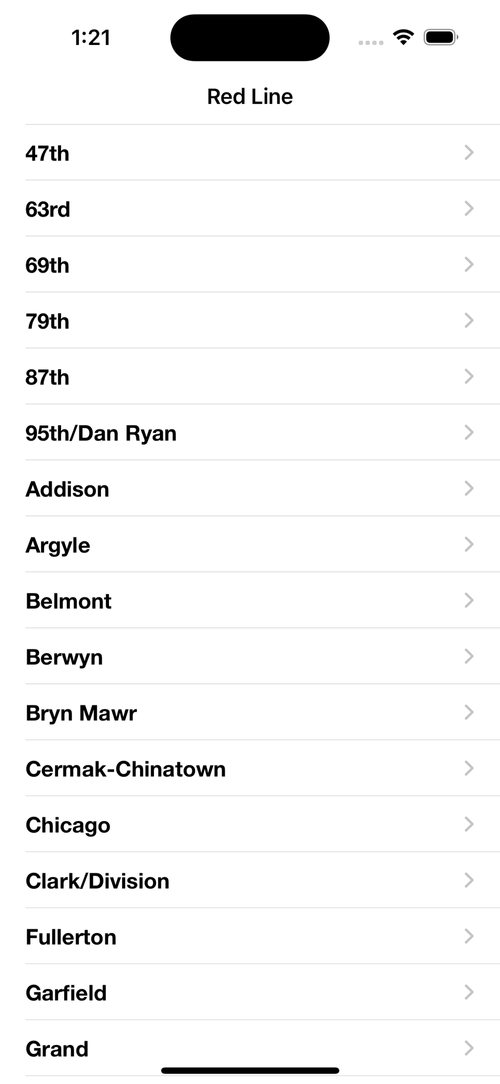 1:21
Red Line
47th
63rd
69th
79th
87th
95th/Dan Ryan
Addison
Argyle
Belmont
Berwyn
Bryn Mawr
Cermak-Chinatown
Chicago
Clark/Division
Fullerton
Garfield
Grand